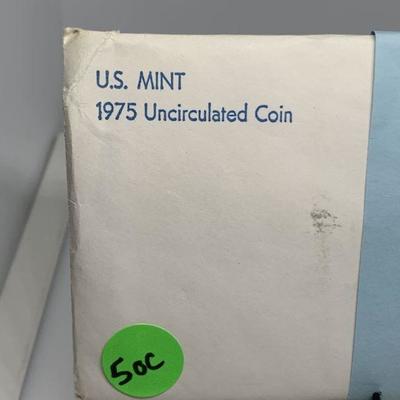 U.S. MINT
1975 Uncirculated Coin
50C